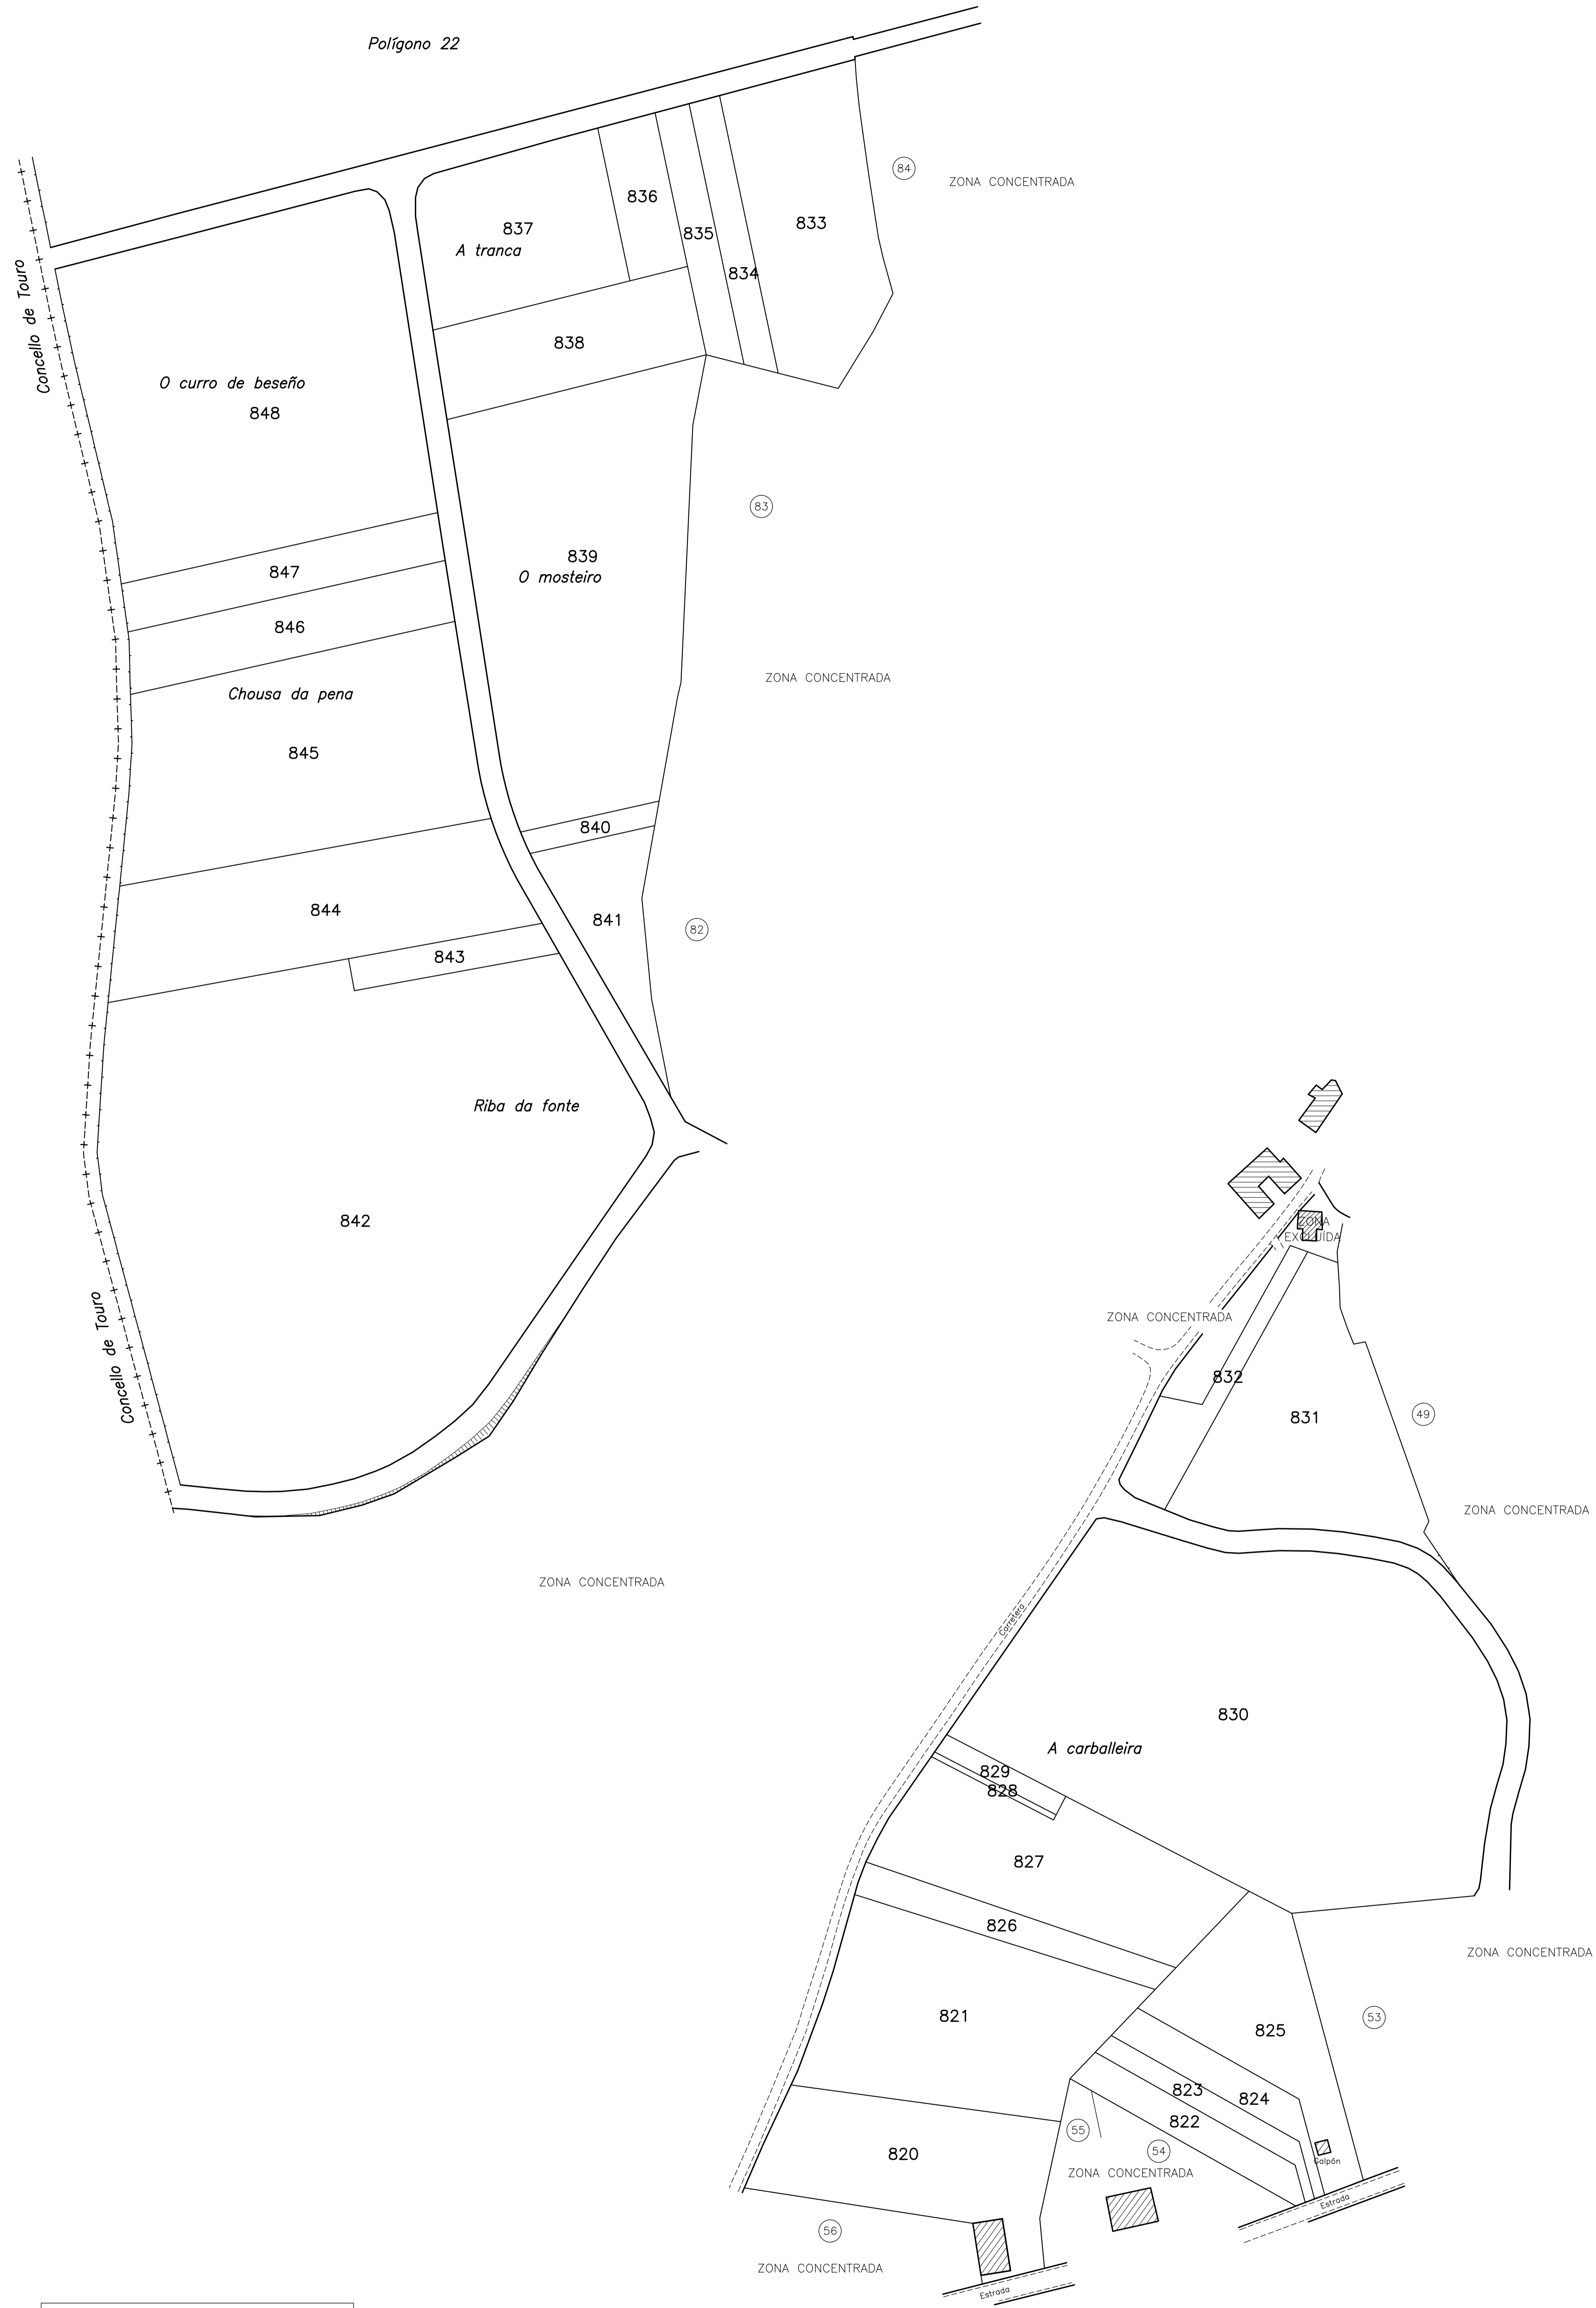 Polígono 22
84
ZONA CONCENTRADA
836
837
A tranca
835
833
834
Concello de Touro
838
O curro de beseño
848
83
839
O mosteiro
847
846
ZONA CONCENTRADA
Chousa da pena
845
840
844
841
82
843
Riba da fonte
842
ZONA
EXCLUÍDA
Concello de Touro
ZONA CONCENTRADA
832
831
49
ZONA CONCENTRADA
ZONA CONCENTRADA
Carretera
830
A carballeira
829
828
827
826
ZONA CONCENTRADA
821
825
53
823
824
822
55
54
820
Galpón
ZONA CONCENTRADA
Estrada
56
ZONA CONCENTRADA
Estrada